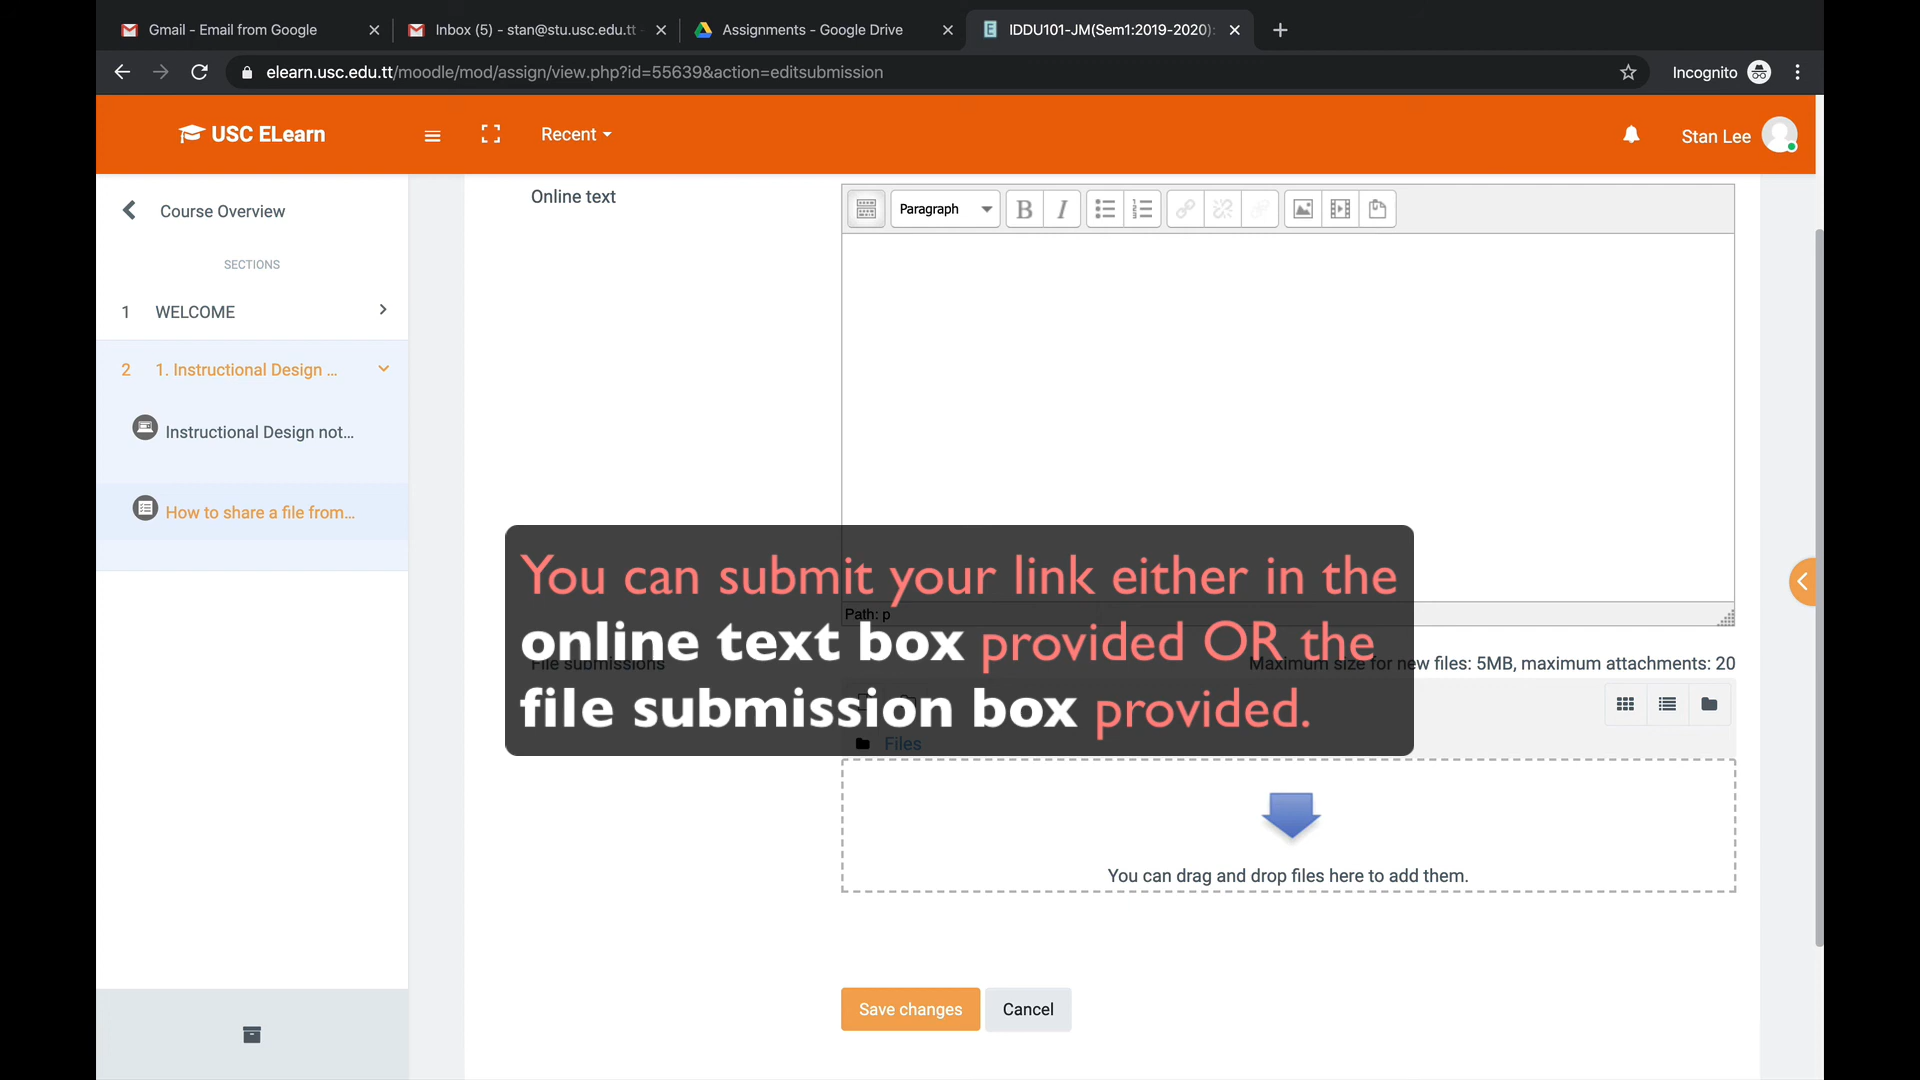 Gmail - Email from Google
Inbox (5) - stan@stu.usc.edu.tt -
Assignments - Google Drive
IDDU101-JM(Sem1:2019-2020):
elearn.usc.edu.tt/moodle/mod/assign/view.php?id=55639&action=editsubmission
Incognito
USC ELearn
Recent
Stan Lee
Course Overview
SECTIONS
1 WELCOME
2 1. Instructional Design ...
Instructional Design not...
How to share a file from...
Online text
Paragraph
B I
Path: p
You can submit your link either in the
online text box provided OR the
file submission box provided.
File submissions
Maximum size for new files: 5MB, maximum attachments: 20
Files
You can drag and drop files here to add them.
Save changes
Cancel